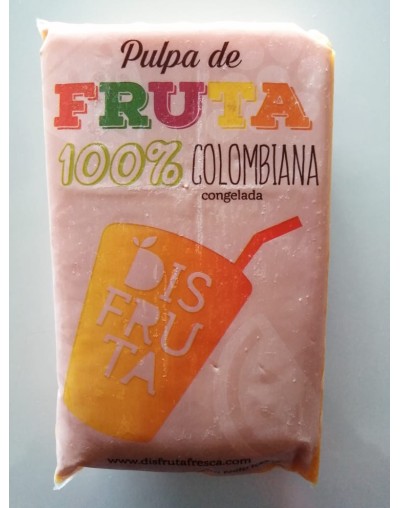 Pulpa de
FRUTA
100% COLOMBIANA
congelada
DIS
FRU
TA
www.disfrutafresca.com